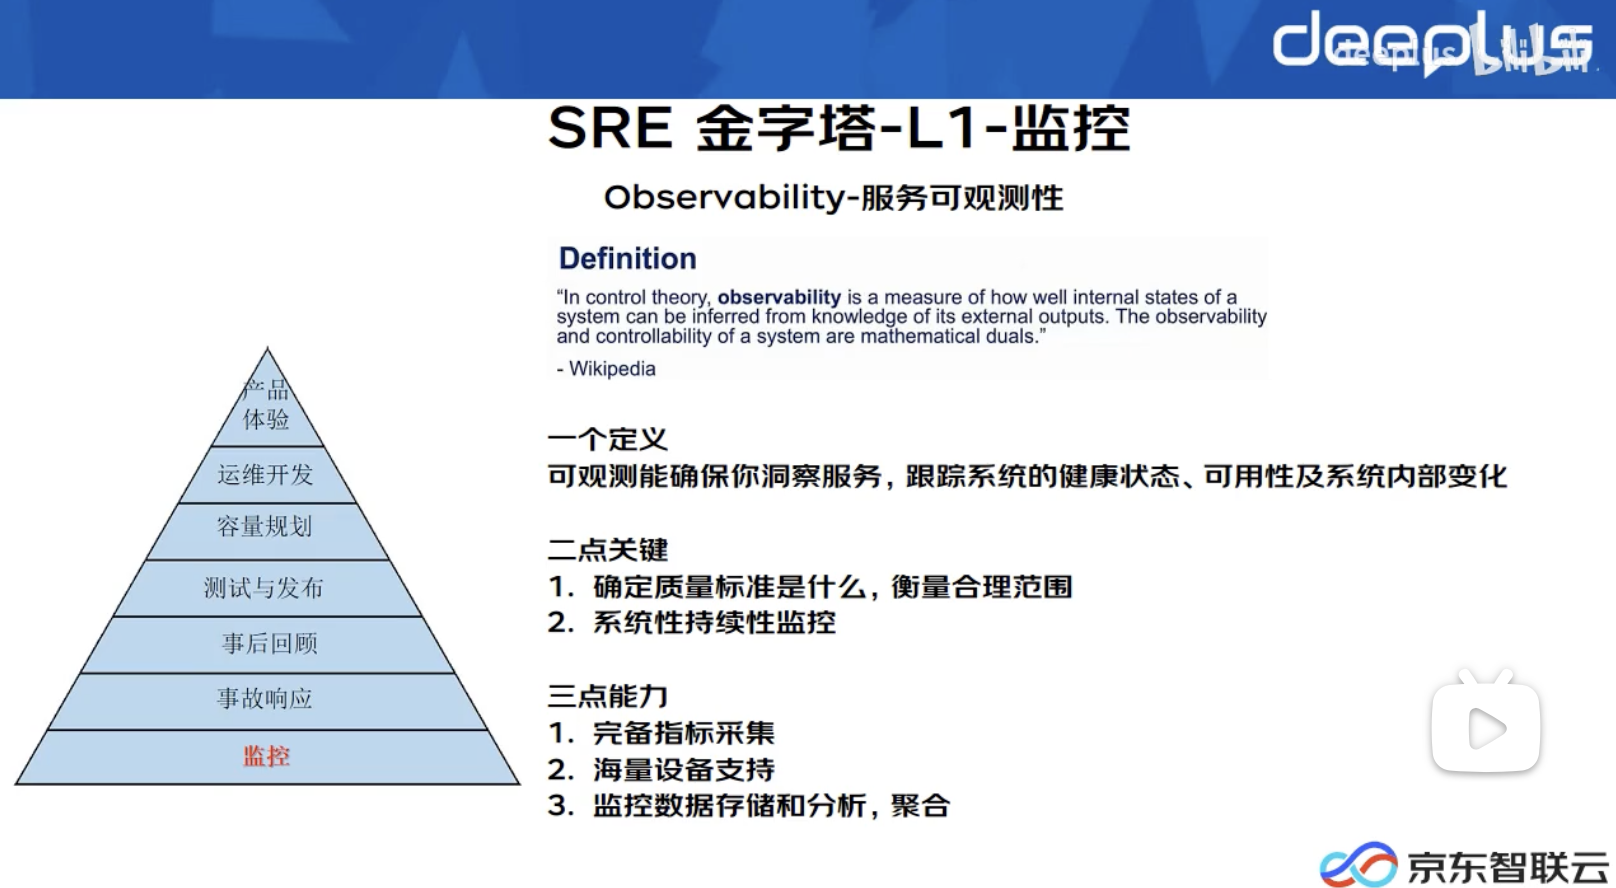 deeplus
deeplus bilibili
SRE 金字塔-L1-监控
Observability-服务可观测性
Definition
“In control theory, observability is a measure of how well internal states of a
system can be inferred from knowledge of its external outputs. The observability
and controllability of a system are mathematical duals.”
- Wikipedia
产品
体验
运维开发
容量规划
测试与发布
事后回顾
事故响应
监控
一个定义
可观测能确保你洞察服务，跟踪系统的健康状态、可用性及系统内部变化
二点关键
1. 确定质量标准是什么，衡量合理范围
2. 系统性持续性监控
三点能力
1. 完备指标采集
2. 海量设备支持
3. 监控数据存储和分析，聚合
京东智联云